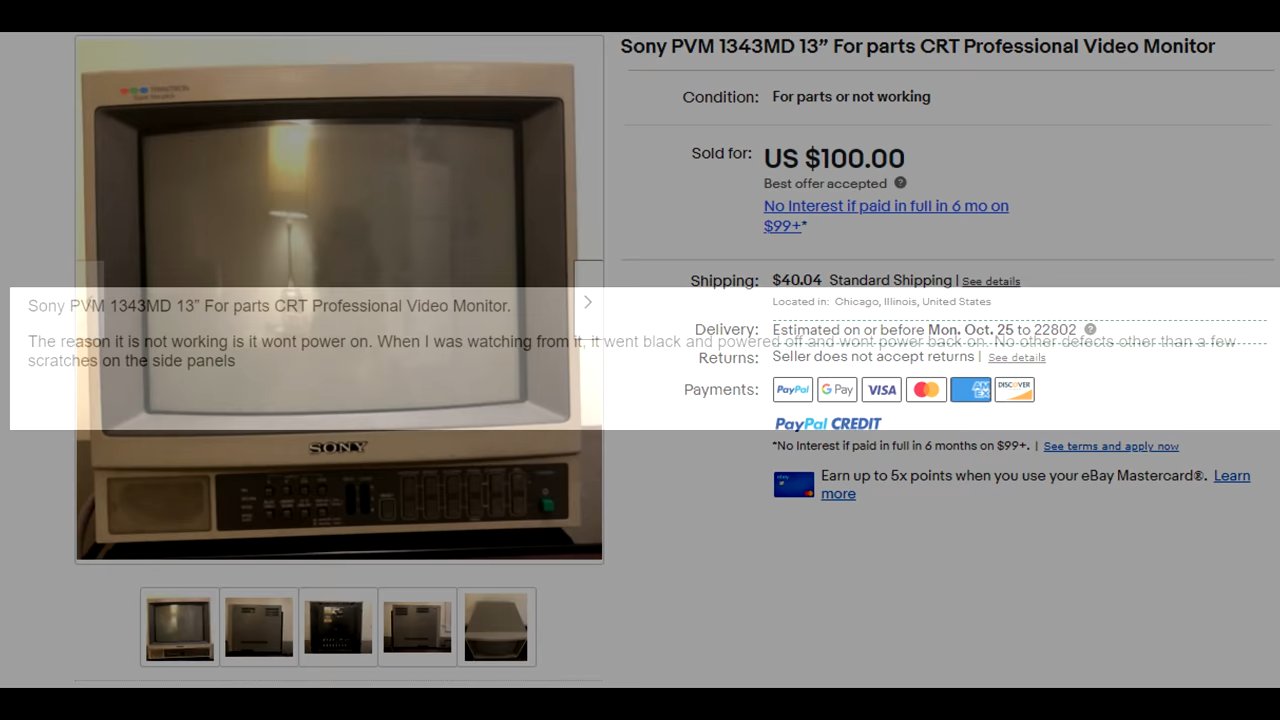 Sony PVM 1343MD 13” For parts CRT Professional Video Monitor
Condition: For parts or not working
Sold for: US $100.00
Best offer accepted
No Interest if paid in full in 6 mo on
$99+*
Shipping: $40.04 Standard Shipping | See details
Located in: Chicago, Illinois, United States
Delivery: Estimated on or before Mon. Oct. 25 to 22802
Returns: Seller does not accept returns | See details
Payments: PayPal G Pay VISA AM EX DISCOVER
PayPal CREDIT
*No Interest if paid in full in 6 months on $99+. | See terms and apply now
Earn up to 5x points when you use your eBay Mastercard®. Learn
more
Sony PVM 1343MD 13” For parts CRT Professional Video Monitor.
The reason it is not working is it wont power on. When I was watching from it, it went black and powered off and wont power back on. No other defects other than a few
scratches on the side panels
SONY